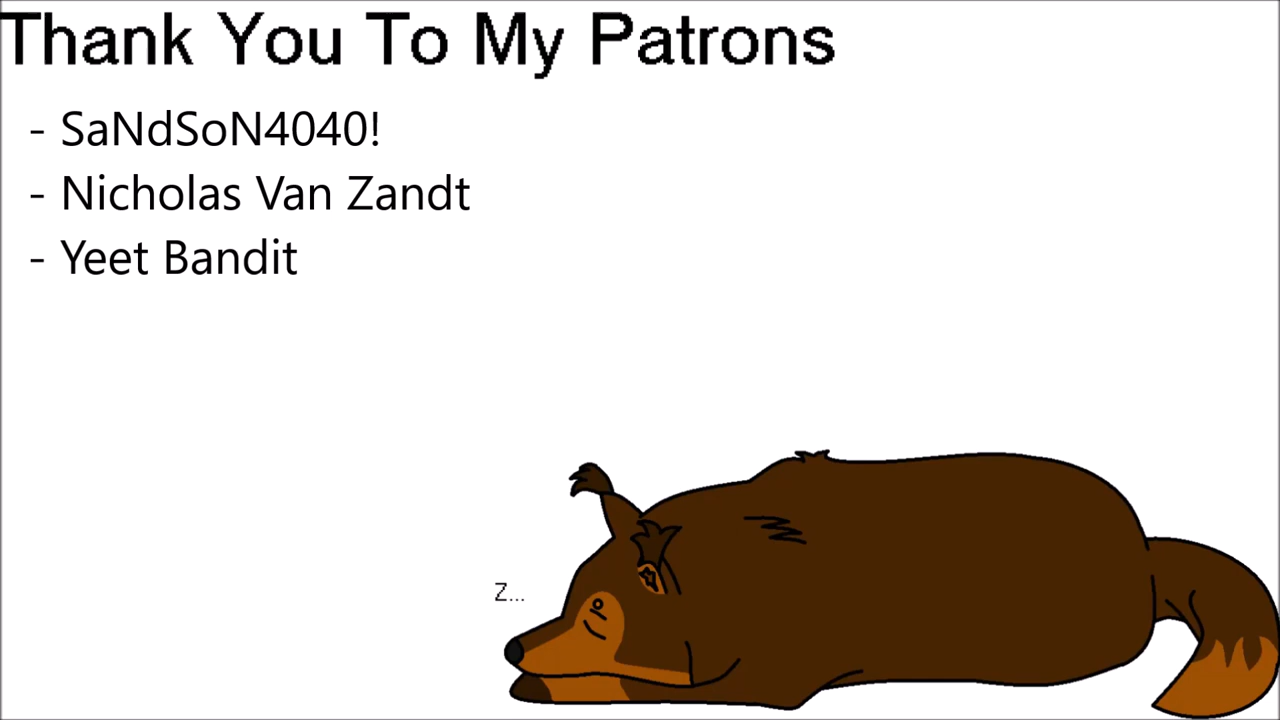 Thank You To My Patrons
- SaNdSoN4040!
- Nicholas Van Zandt
- Yeet Bandit
Z...